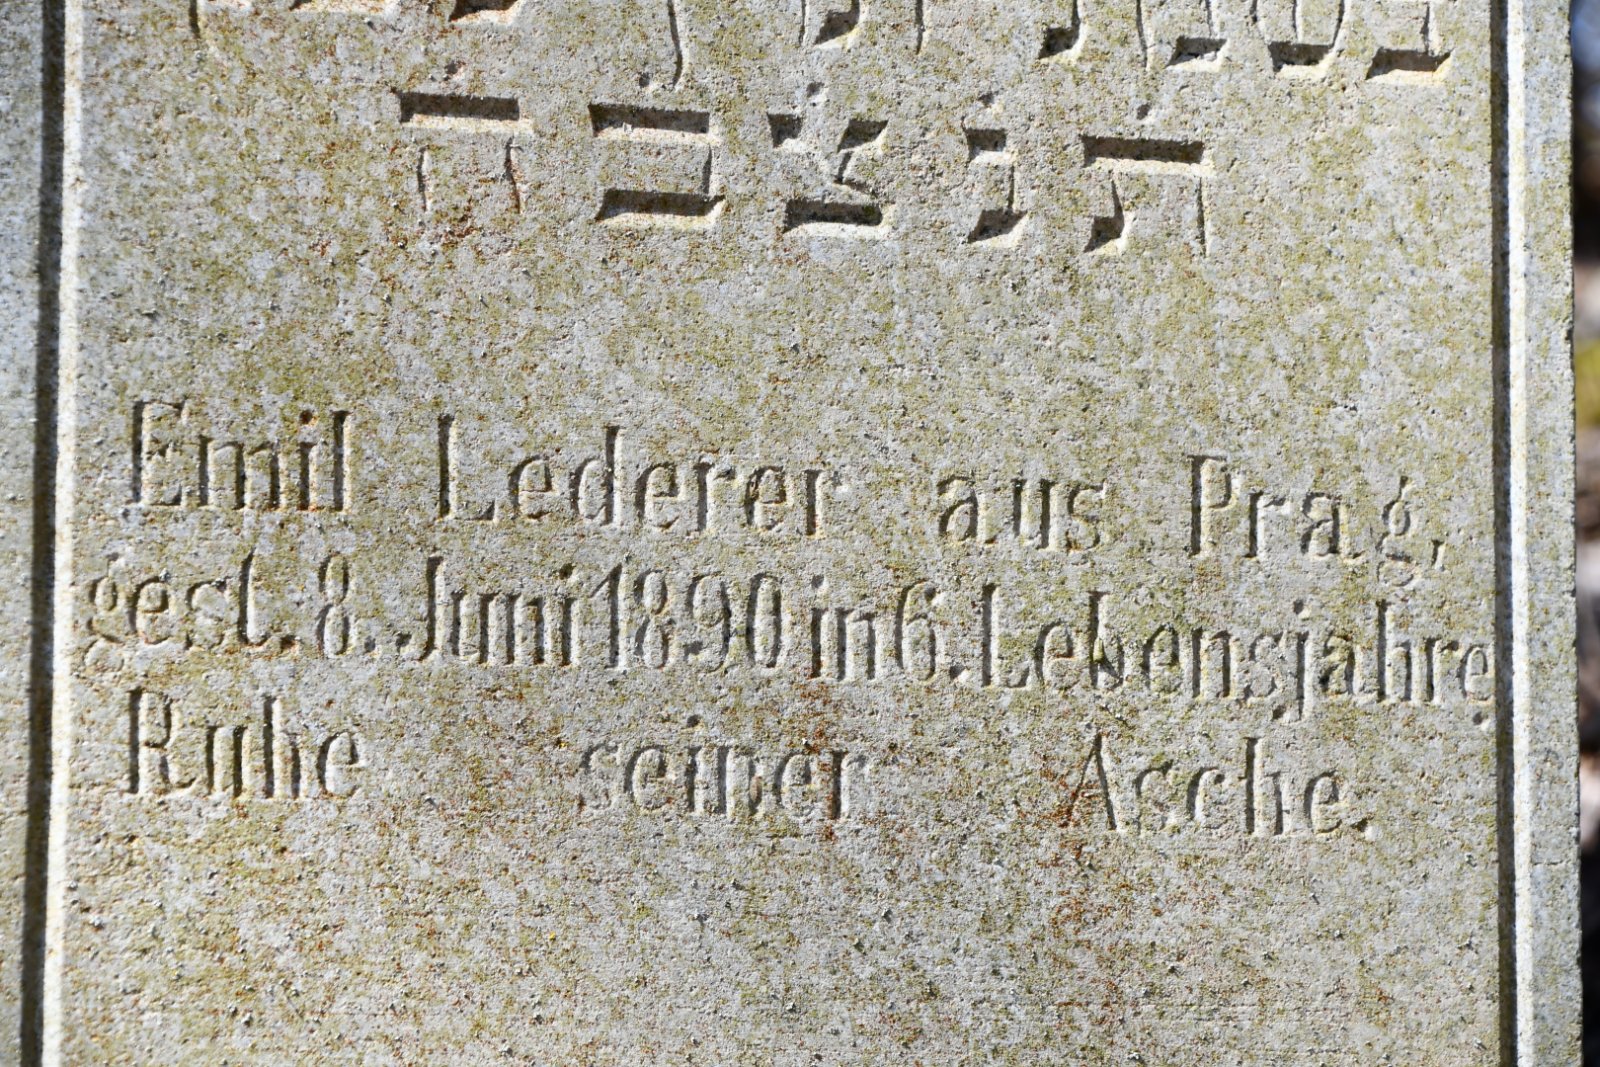 ת׳ נ׳ צ׳ ב׳ ה׳
Emil Lederer aus Prag,
gest. 8. Juni 1890 in 6. Lebensjahre,
Ruhe seiner Asche.